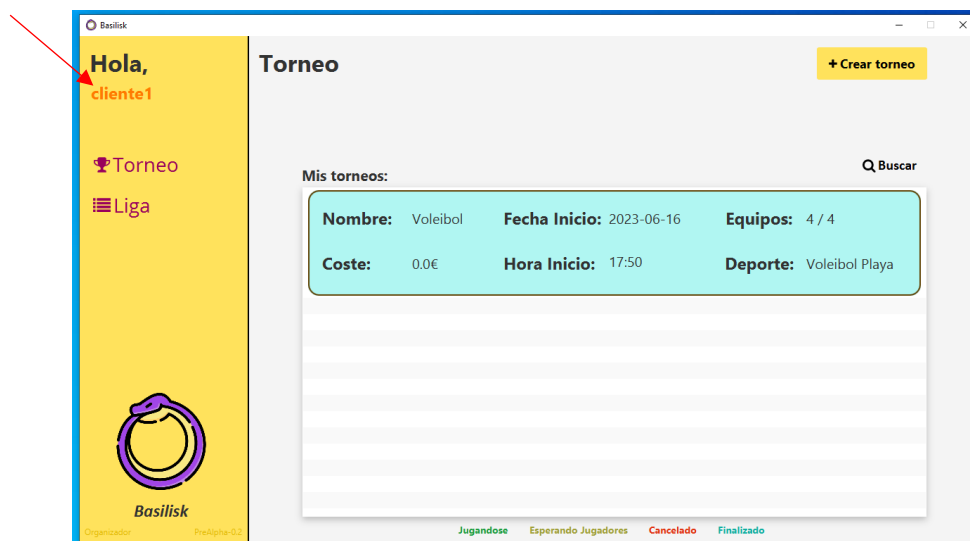 Basilisk
Hola,
cliente1
Torneo
Liga
Basilisk
Organizador PreAlpha-0.2
Torneo
+ Crear torneo
Mis torneos:
Buscar
Nombre: Voleibol Fecha Inicio: 2023-06-16 Equipos: 4 / 4
Coste: 0.0€ Hora Inicio: 17:50 Deporte: Voleibol Playa
Jugandose Esperando Jugadores Cancelado Finalizado